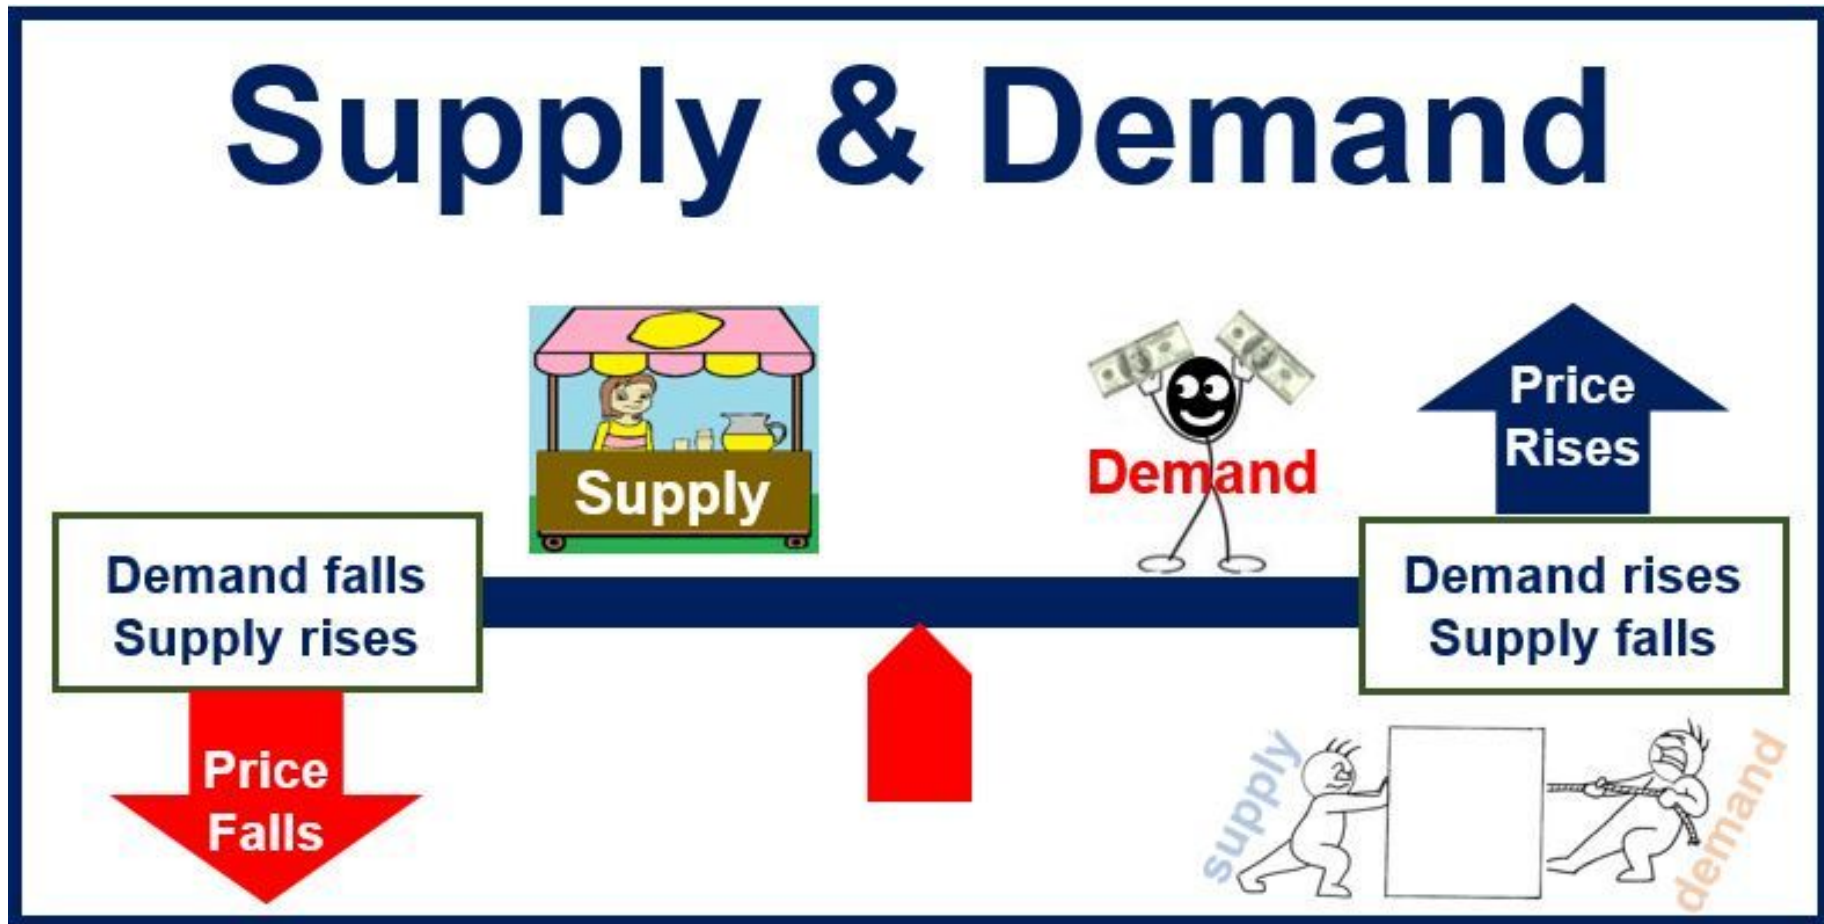 Supply & Demand
Supply
Demand
Price
Rises
Demand falls
Supply rises
Demand rises
Supply falls
Price
Falls
supply
demand